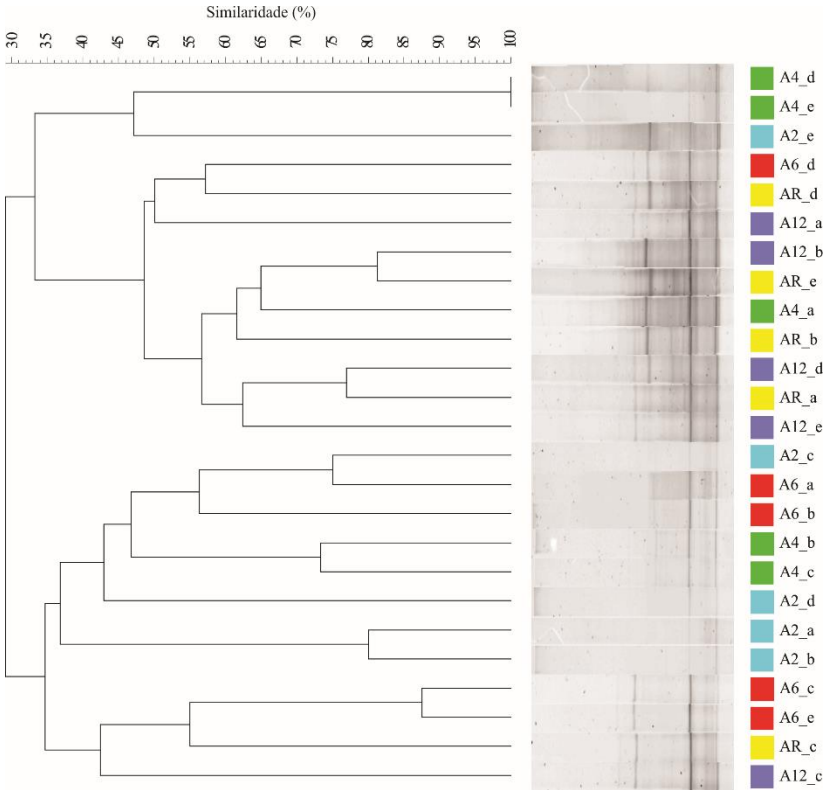 Similaridade (%)
30 35 40 45 50 55 60 65 70 75 80 85 90 95 100
A4_d
A4_e
A2_e
A6_d
AR_d
A12_a
A12_b
AR_e
A4_a
AR_b
A12_d
AR_a
A12_e
A2_c
A6_a
A6_b
A4_b
A4_c
A2_d
A2_a
A2_b
A6_c
A6_e
AR_c
A12_c